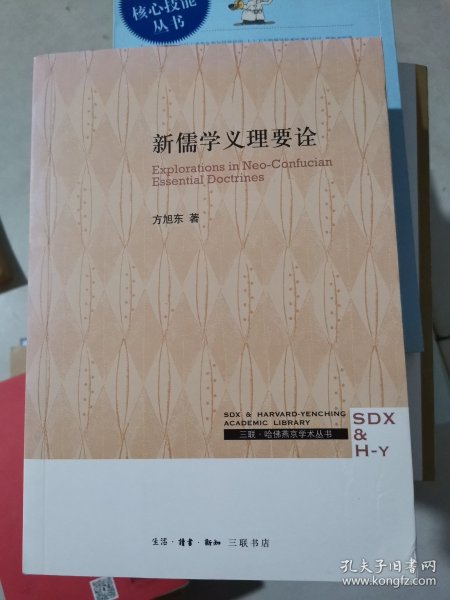 核心技能
丛书
新儒学义理要诠
Explorations in Neo-Confucian
Essential Doctrines
方旭东 著
SDX & HARVARD-YENCHING
ACADEMIC LIBRARY
三联·哈佛燕京学术丛书
SDX
&
H-Y
生活·讀書·新知 三联书店
孔夫子旧书网
www.kongfz.com